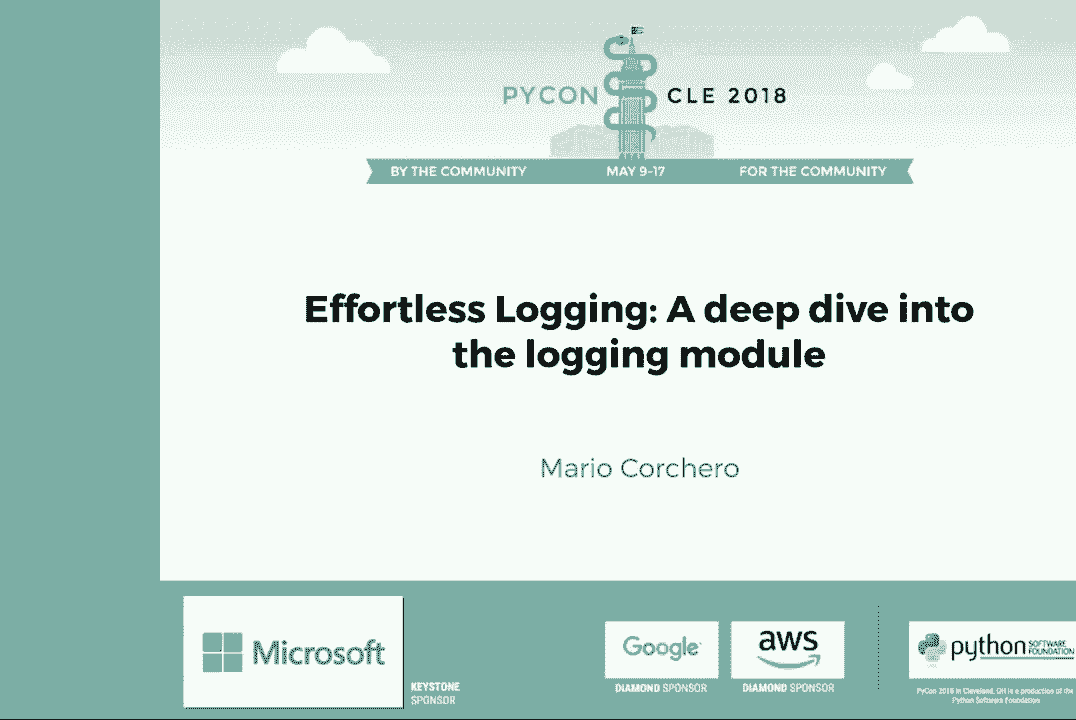 PYCON CLE 2018
BY THE COMMUNITY MAY 9-17 FOR THE COMMUNITY
Effortless Logging: A deep dive into
the logging module
Mario Corchero
Microsoft
KEYSTONE
SPONSOR
Google
DIAMOND SPONSOR
aws
DIAMOND SPONSOR
python SOFTWARE
FOUNDATION
PyCon 2018 in Cleveland, OH is a production of the
Python Software Foundation